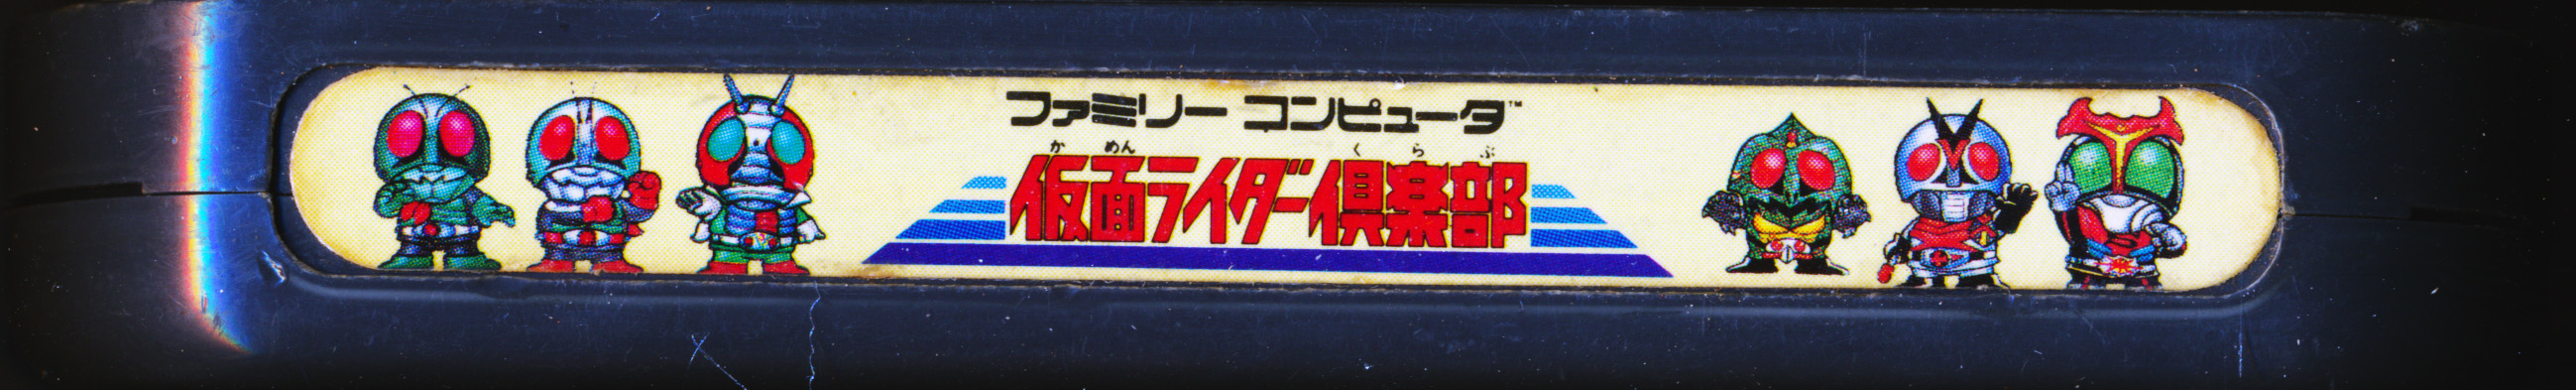 ファミリー コンピュータ™
かめん くらぶ
仮面ライダー倶楽部